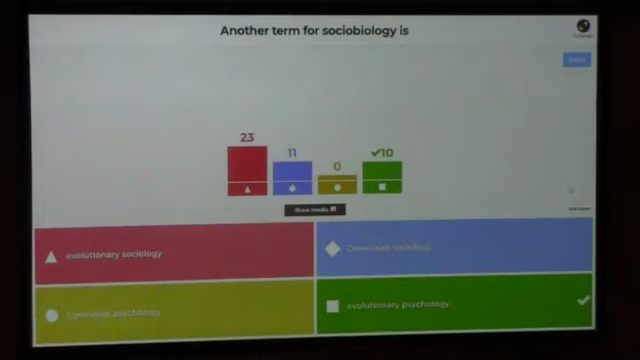 Another term for sociobiology is
23
11
0
✓10
Show media
evolutionary sociology
Darwinian sociology
Darwinian psychology
evolutionary psychology